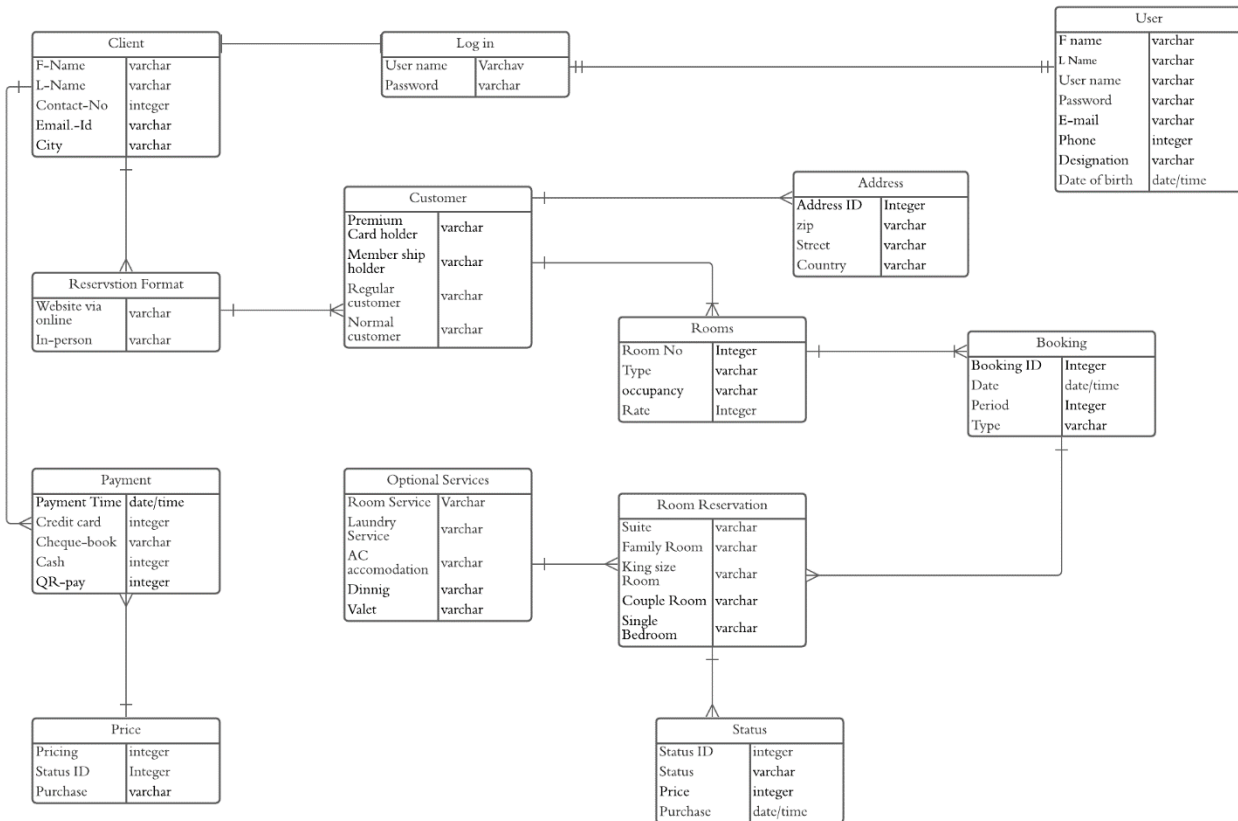 Client
F-Name varchar
L-Name varchar
Contact-No integer
Email.-Id varchar
City varchar
Log in
User name Varchav
Password varchar
User
F name varchar
L Name varchar
User name varchar
Password varchar
E-mail varchar
Phone integer
Designation varchar
Date of birth date/time
Customer
Premium
Card holder varchar
Member ship
holder varchar
Regular
customer varchar
Normal
customer varchar
Address
Address ID Integer
zip varchar
Street varchar
Country varchar
Reservstion Format
Website via
online varchar
In-person varchar
Rooms
Room No Integer
Type varchar
occupancy varchar
Rate Integer
Booking
Booking ID Integer
Date date/time
Period Integer
Type varchar
Payment
Payment Time date/time
Credit card integer
Cheque-book varchar
Cash integer
QR-pay integer
Optional Services
Room Service Varchar
Laundry
Service varchar
AC
accomodation varchar
Dinnig varchar
Valet varchar
Room Reservation
Suite varchar
Family Room varchar
King size
Room varchar
Couple Room varchar
Single
Bedroom varchar
Price
Pricing integer
Status ID Integer
Purchase varchar
Status
Status ID integer
Status varchar
Price integer
Purchase date/time